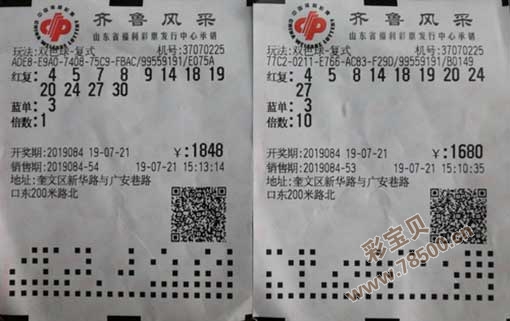 齐鲁风采
山东省福利彩票发行中心承销
玩法:双色球-复式 机号:37070225
ADE8-E9A0-7408-75C9-FBAC/99559191/E075A
红复: 4 5 7 8 9 14 18 19
20 24 27 30
蓝单: 3
倍数: 1
开奖期:2019084 19-07-21 ¥:1848
销售期:2019084-54 19-07-21 15:13:14
地址:奎文区新华路与广安巷路
口东200米路北
齐鲁风采
山东省福利彩票发行中心承销
玩法:双色球-复式 机号:37070225
77C2-0211-E766-AC83-F29D/99559191/B0149
红复: 4 5 7 14 18 19 20 24
27
蓝单: 3
倍数: 10
开奖期:2019084 19-07-21 ¥:1680
销售期:2019084-53 19-07-21 15:10:35
地址:奎文区新华路与广安巷路
口东200米路北
彩宝贝
www.78500.cn